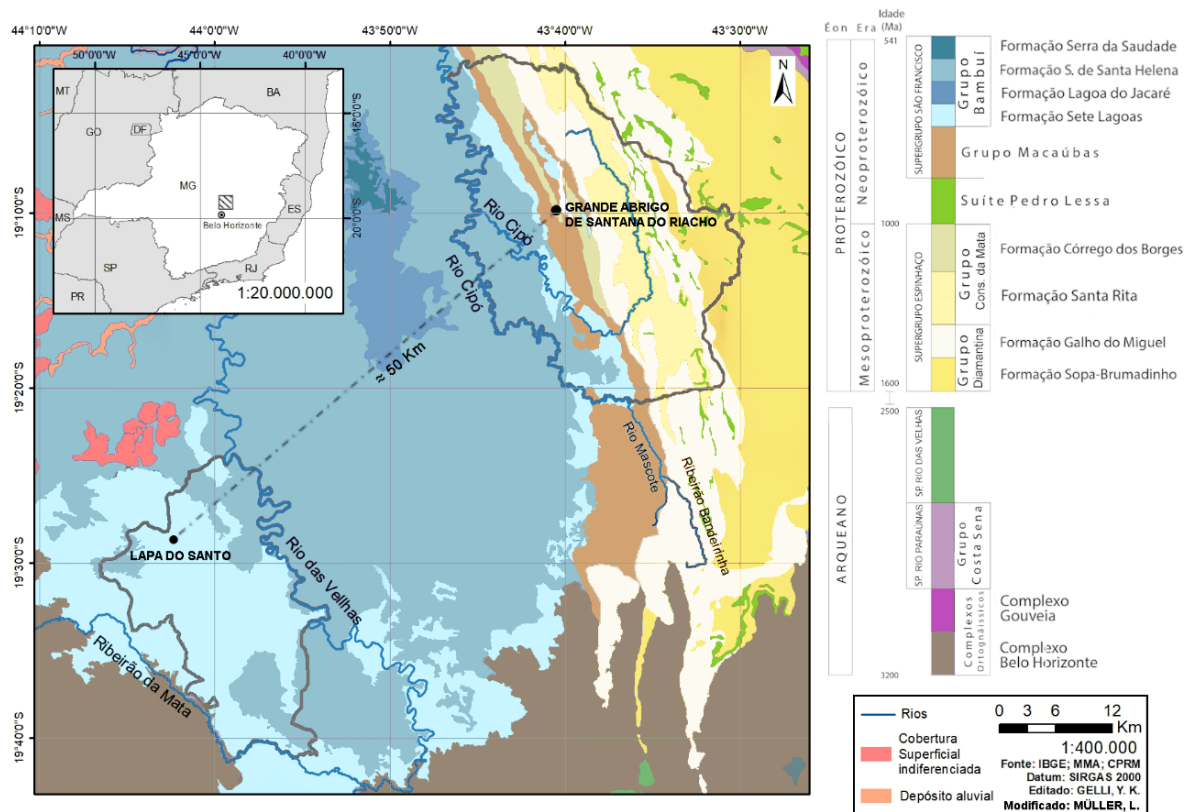 44°10'0"W
44°0'0"W
43°50'0"W
43°40'0"W
43°30'0"W
50°0'0"W
45°0'0"W
40°0'0"W
MT
BA
GO
DF
MG
MS
ES
Belo Horizonte
SP
RJ
PR
15°0'0"S
20°0'0"S
1:20.000.000
N
19°10'0"S
19°20'0"S
19°30'0"S
19°40'0"S
GRANDE ABRIGO
DE SANTANA DO RIACHO
Rio Cipó
Rio Cipó
≈ 50 Km
Rio Mascote
Ribeirão Bandeirinha
LAPA DO SANTO
Rio das Velhas
Ribeirão da Mata
Éon
Era
Idade
(Ma)
541
1000
1600
2500
3200
PROTEROZÓICO
Neoproterozóico
Mesoproterozóico
ARQUEANO
SUPERGRUPO SÃO FRANCISCO
Grupo
Bambuí
Formação Serra da Saudade
Formação S. de Santa Helena
Formação Lagoa do Jacaré
Formação Sete Lagoas
Grupo Macaúbas
Suíte Pedro Lessa
SUPERGRUPO ESPINHAÇO
Grupo
Cons. da Mata
Formação Córrego dos Borges
Formação Santa Rita
Grupo
Diamantina
Formação Galho do Miguel
Formação Sopa-Brumadinho
SP. RIO DAS VELHAS
SP. RIO PARAÚNAS
Grupo
Costa Sena
Complexos
Ortognáissicos
Complexo
Gouveia
Complexo
Belo Horizonte
Rios
Cobertura
Superficial
indiferenciada
Depósito aluvial
0 3 6 12
Km
1:400.000
Fonte: IBGE; MMA; CPRM
Datum: SIRGAS 2000
Editado: GELLI, Y. K.
Modificado: MÜLLER, L.